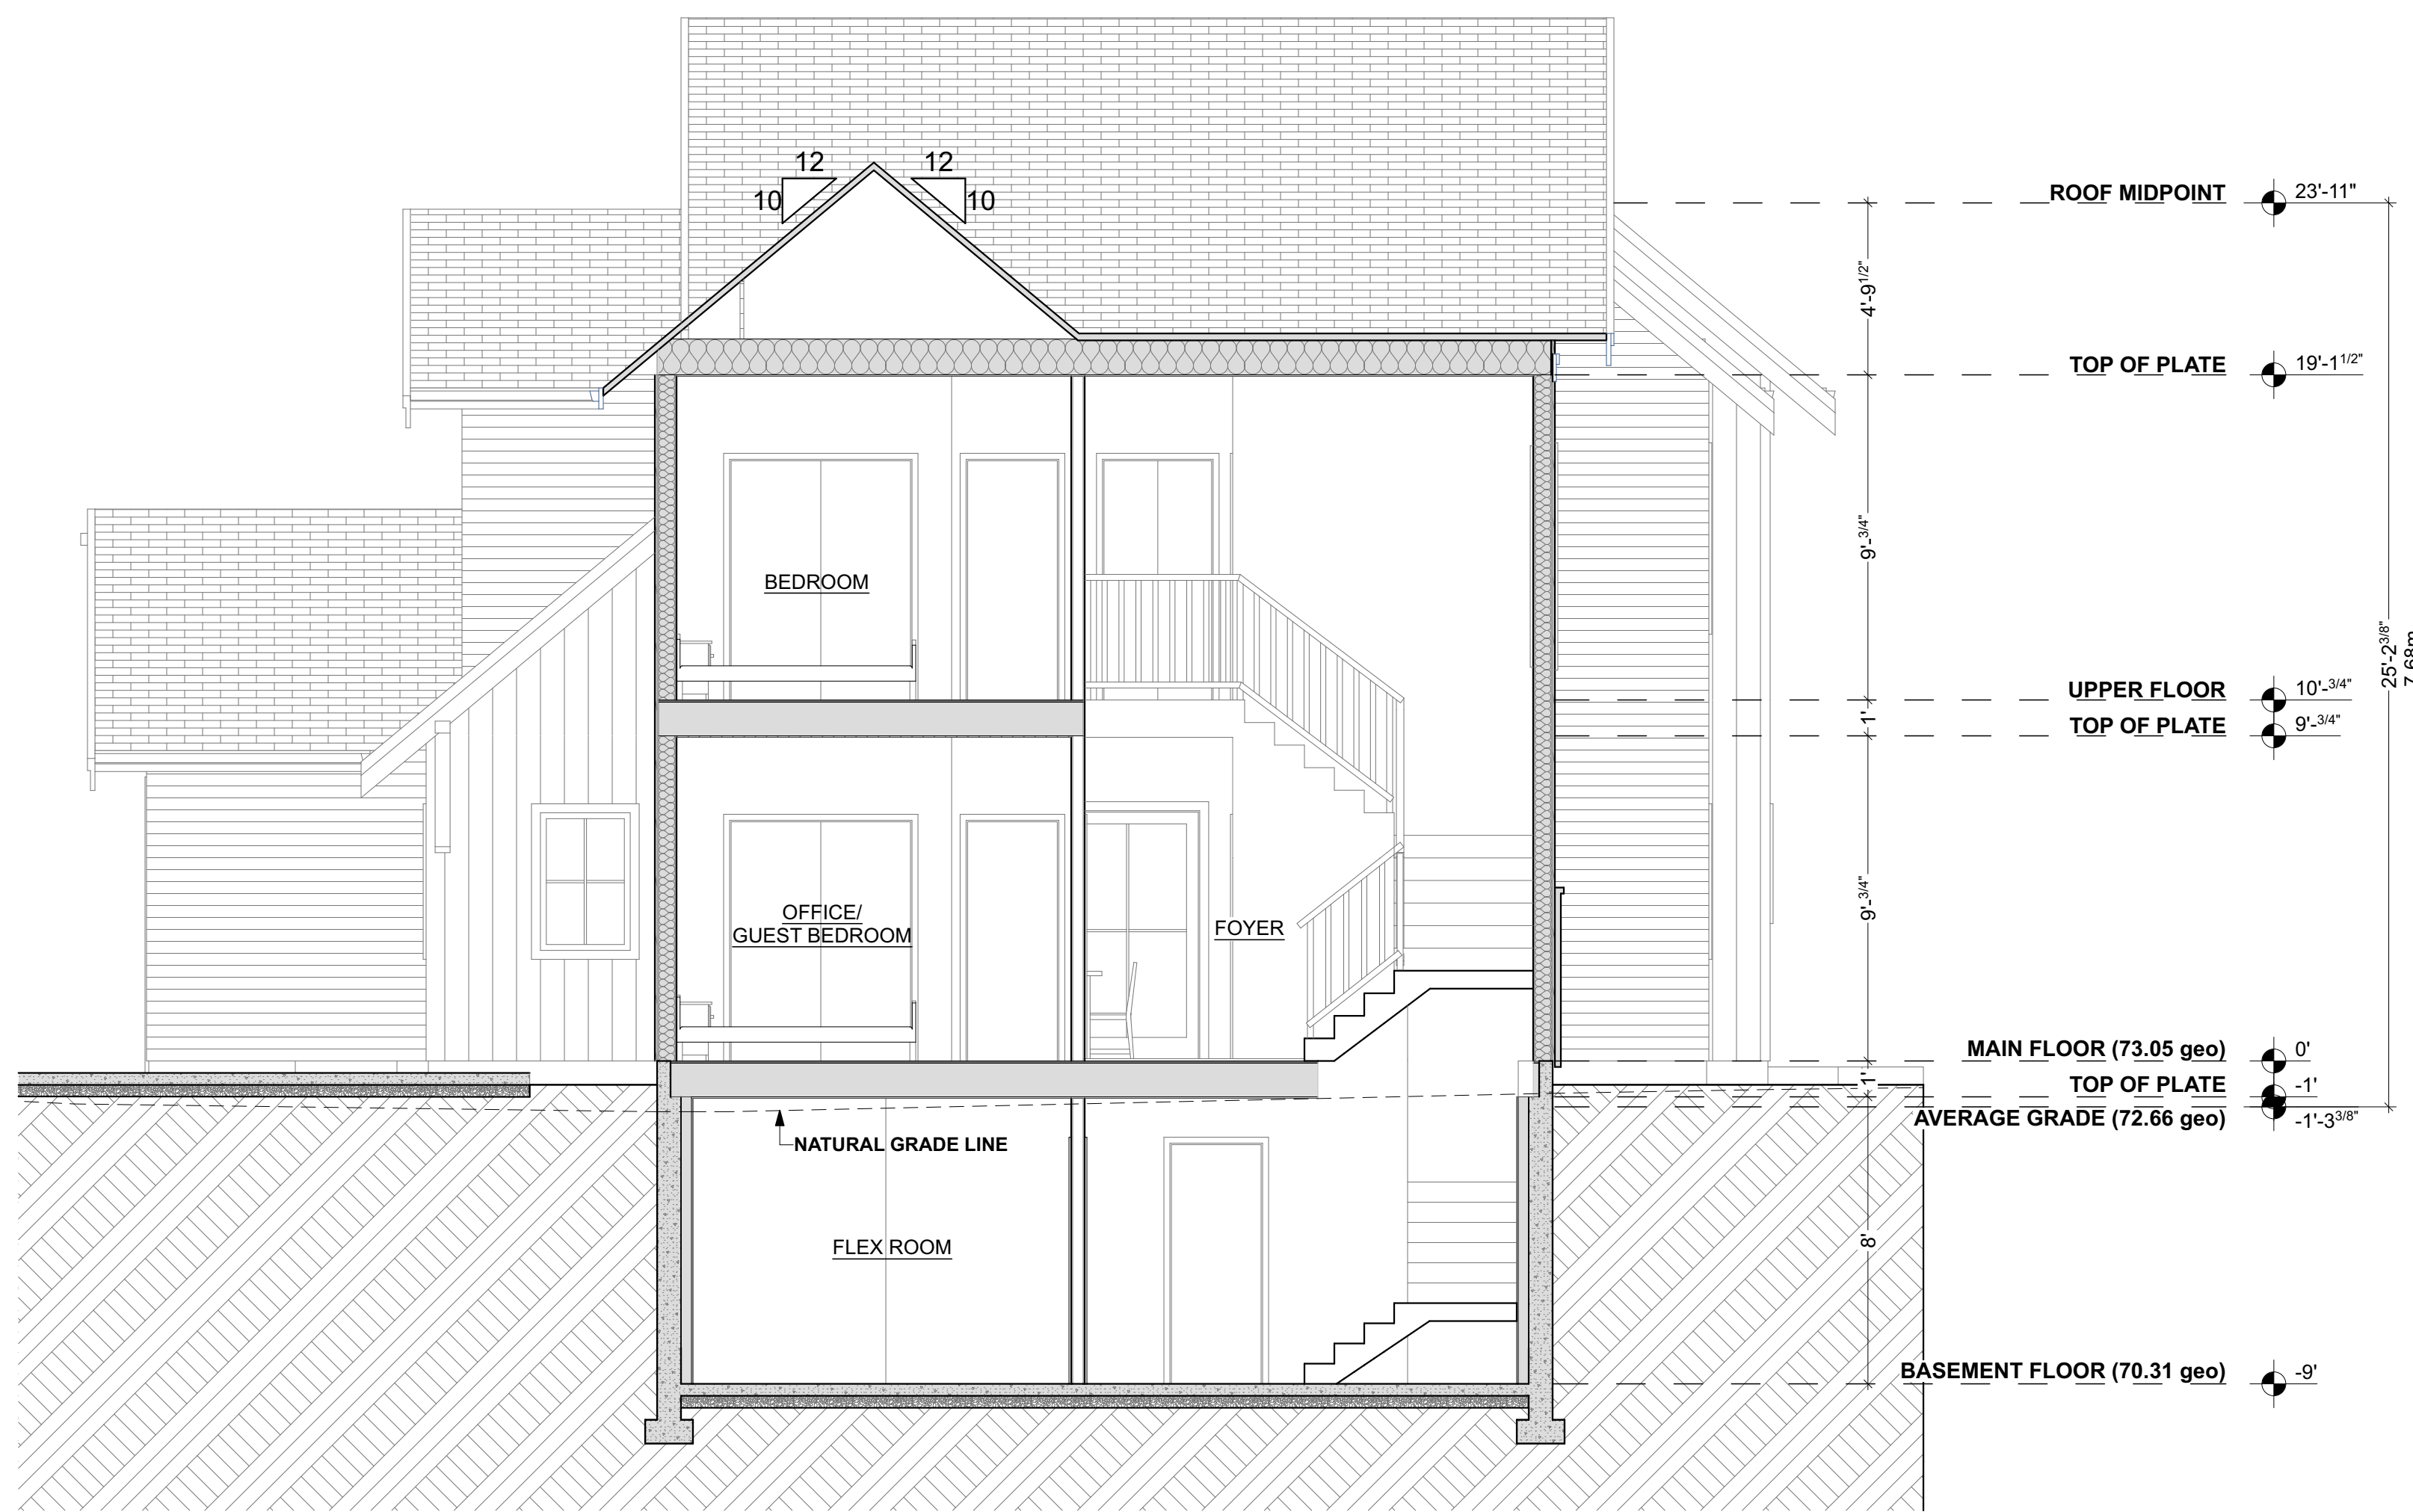 12 12
10 10
ROOF MIDPOINT 23'-11"
4'-9 1/2"
TOP OF PLATE 19'-1 1/2"
9'-3/4"
BEDROOM
25'-2 3/8"
7.68m
UPPER FLOOR 10'-3/4"
1'
TOP OF PLATE 9'-3/4"
9'-3/4"
OFFICE/
GUEST BEDROOM
FOYER
MAIN FLOOR (73.05 geo) 0'
1'
TOP OF PLATE -1'
AVERAGE GRADE (72.66 geo) -1'-3 3/8"
NATURAL GRADE LINE
FLEX ROOM
8'
BASEMENT FLOOR (70.31 geo) -9'